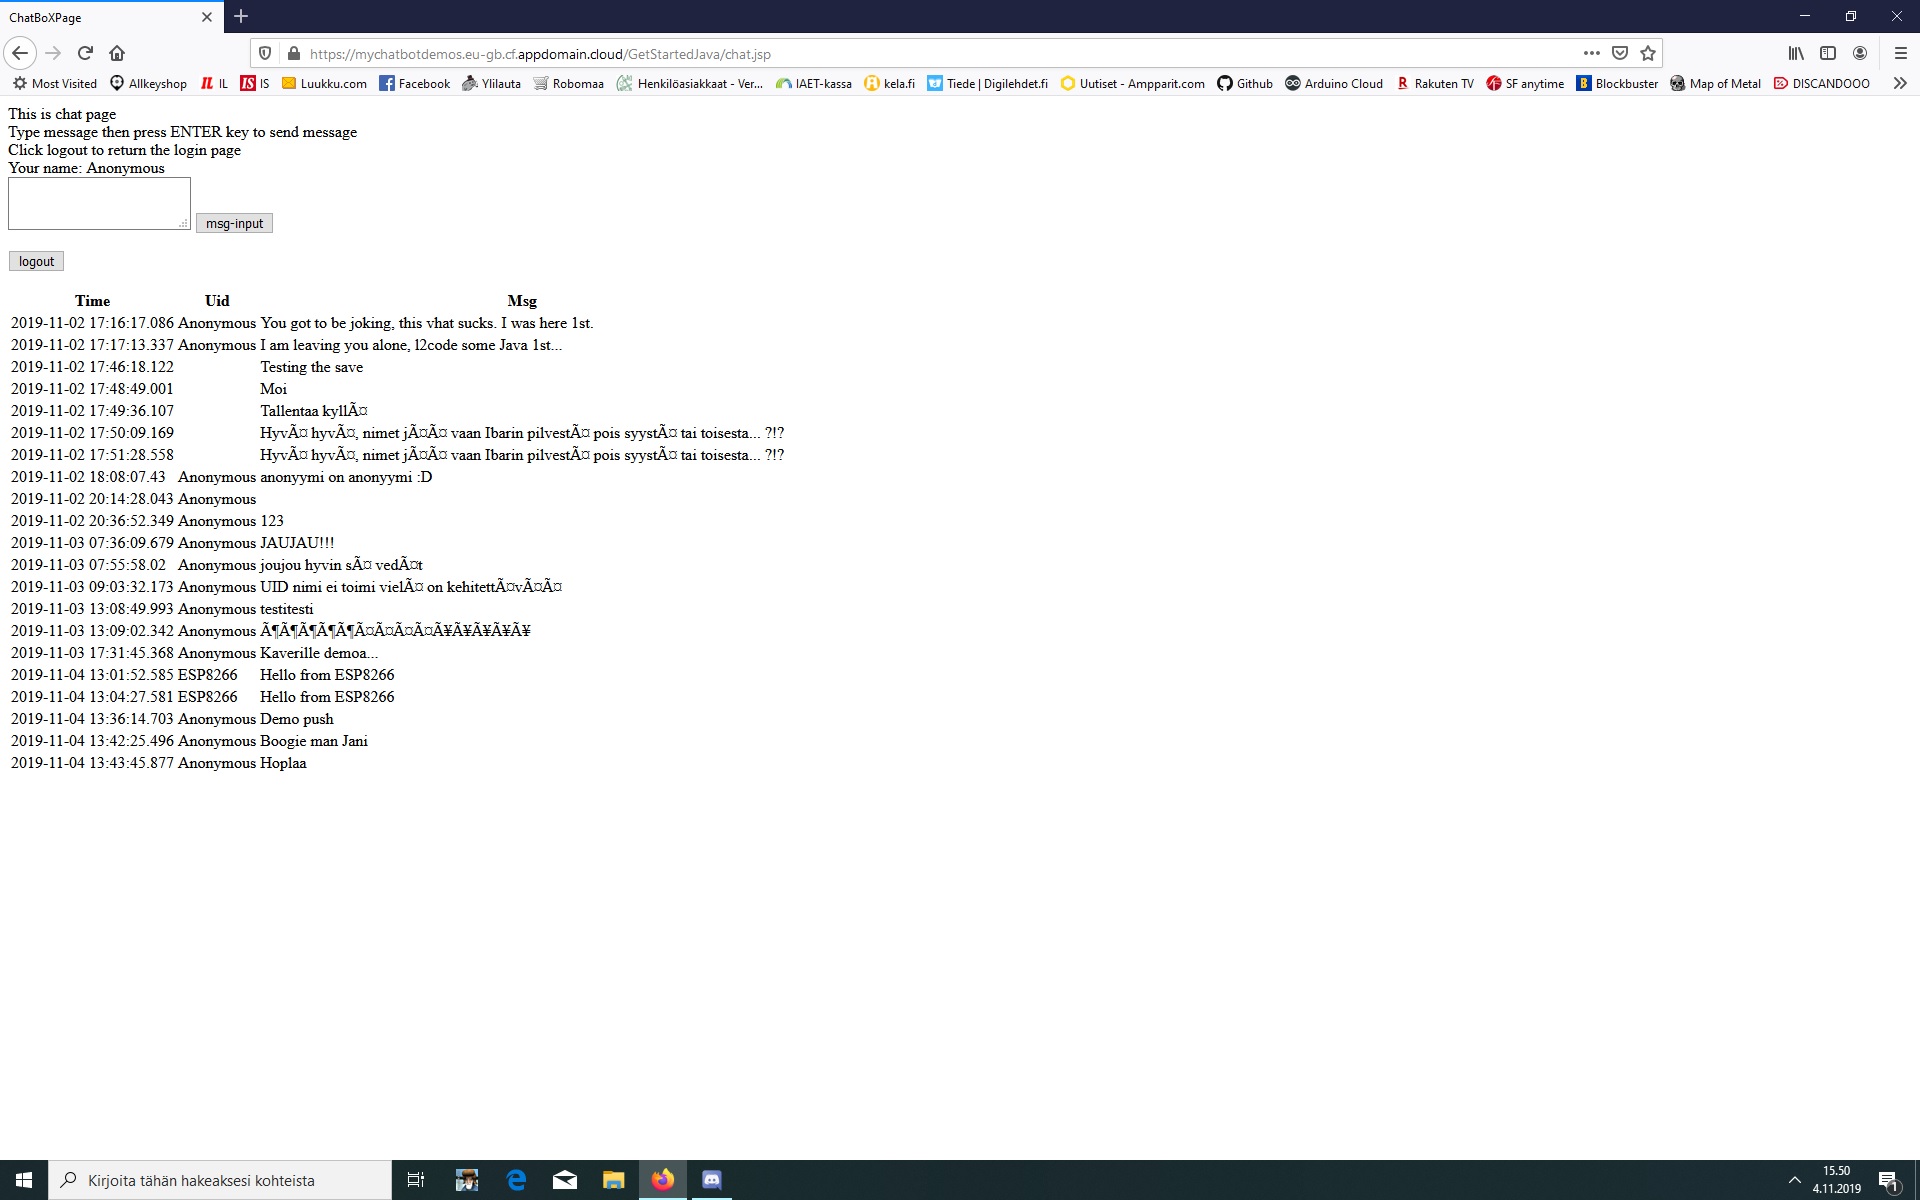 ChatBoXPage
https://mychatbotdemos.eu-gb.cf.appdomain.cloud/GetStartedJava/chat.jsp
Most Visited Allkeyshop IL IL IS IS Luukku.com Facebook Ylilauta Robomaa Henkilöasiakkaat - Ver... IAET-kassa kela.fi Tiede | Digilehdet.fi Uutiset - Ampparit.com Github Arduino Cloud R Rakuten TV SF anytime B Blockbuster Map of Metal DISCANDOOO
This is chat page
Type message then press ENTER key to send message
Click logout to return the login page
Your name: Anonymous
msg-input
logout
Time Uid Msg
2019-11-02 17:16:17.086 Anonymous You got to be joking, this vhat sucks. I was here 1st.
2019-11-02 17:17:13.337 Anonymous I am leaving you alone, l2code some Java 1st...
2019-11-02 17:46:18.122 Testing the save
2019-11-02 17:48:49.001 Moi
2019-11-02 17:49:36.107 Tallentaa kyllÃ¤
2019-11-02 17:50:09.169 HyvÃ¤ hyvÃ¤, nimet jÃ¤Ã¤ vaan Ibarin pilvestÃ¤ pois syystÃ¤ tai toisesta... ?!?
2019-11-02 17:51:28.558 HyvÃ¤ hyvÃ¤, nimet jÃ¤Ã¤ vaan Ibarin pilvestÃ¤ pois syystÃ¤ tai toisesta... ?!?
2019-11-02 18:08:07.43 Anonymous anonyymi on anonyymi :D
2019-11-02 20:14:28.043 Anonymous
2019-11-02 20:36:52.349 Anonymous 123
2019-11-03 07:36:09.679 Anonymous JAUJAU!!!
2019-11-03 07:55:58.02 Anonymous joujou hyvin sÃ¤ vedÃ¤t
2019-11-03 09:03:32.173 Anonymous UID nimi ei toimi vielÃ¤ on kehitettÃ¤vÃ¤Ã¤
2019-11-03 13:08:49.993 Anonymous testitesti
2019-11-03 13:09:02.342 Anonymous Ã¶Ã¶Ã¶Ã¶Ã¶Ã¤Ã¤Ã¤Ã¤Ã¥Ã¥Ã¥Ã¥Ã¥
2019-11-03 17:31:45.368 Anonymous Kaverille demoa...
2019-11-04 13:01:52.585 ESP8266 Hello from ESP8266
2019-11-04 13:04:27.581 ESP8266 Hello from ESP8266
2019-11-04 13:36:14.703 Anonymous Demo push
2019-11-04 13:42:25.496 Anonymous Boogie man Jani
2019-11-04 13:43:45.877 Anonymous Hoplaa
Kirjoita tähän hakeaksesi kohteista
15.50
4.11.2019
1